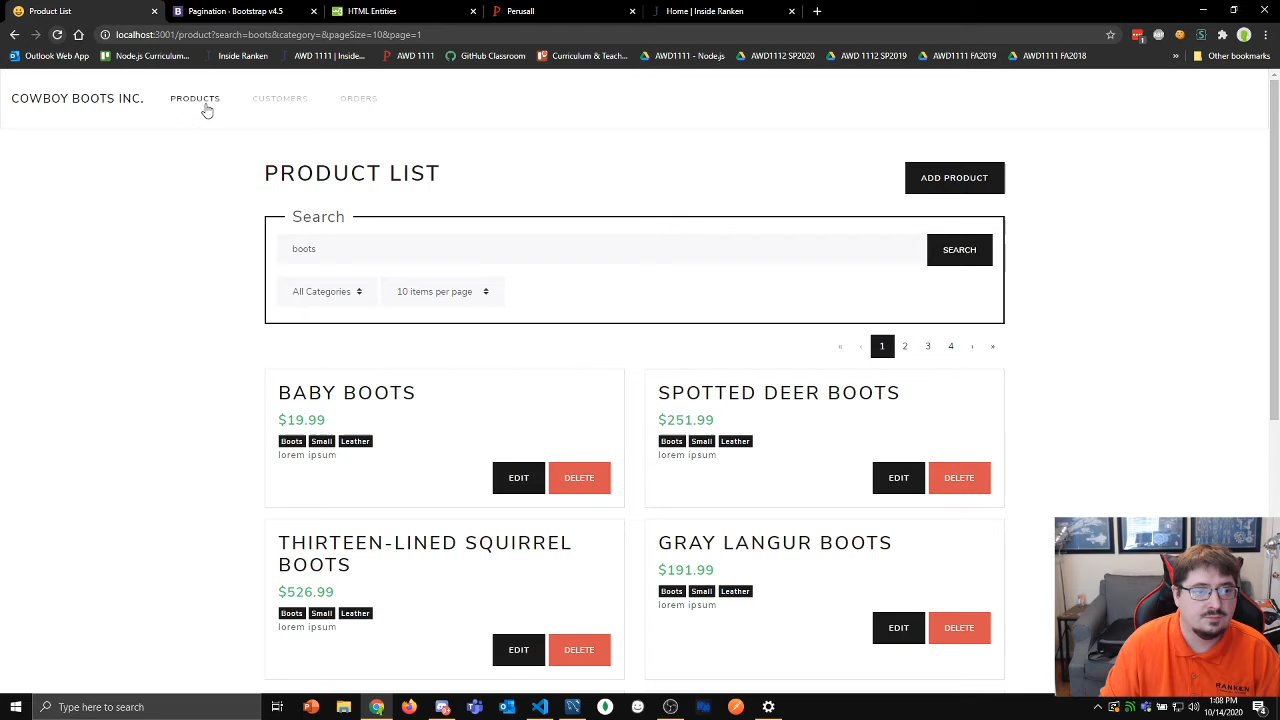 Product List
Pagination · Bootstrap v4.5
HTML Entities
Perusall
Home | Inside Ranken
localhost:3001/product?search=boots&category=&pageSize=10&page=1
Outlook Web App
Node.js Curriculum...
Inside Ranken
AWD 1111 | Inside...
AWD 1111
GitHub Classroom
Curriculum & Teach...
AWD1111 - Node.js
AWD 1112 SP2020
AWD 1112 SP2019
AWD1111 FA2019
AWD1111 FA2018
»
Other bookmarks
COWBOY BOOTS INC.
PRODUCTS
CUSTOMERS
ORDERS
PRODUCT LIST
ADD PRODUCT
Search
boots
SEARCH
All Categories
10 items per page
« ‹ 1 2 3 4 › »
BABY BOOTS
$19.99
Boots Small Leather
lorem ipsum
EDIT DELETE
SPOTTED DEER BOOTS
$251.99
Boots Small Leather
lorem ipsum
EDIT DELETE
THIRTEEN-LINED SQUIRREL
BOOTS
$526.99
Boots Small Leather
lorem ipsum
EDIT DELETE
GRAY LANGUR BOOTS
$191.99
Boots Small Leather
lorem ipsum
EDIT DELETE
RANKEN
Type here to search
1:08 PM
10/14/2020